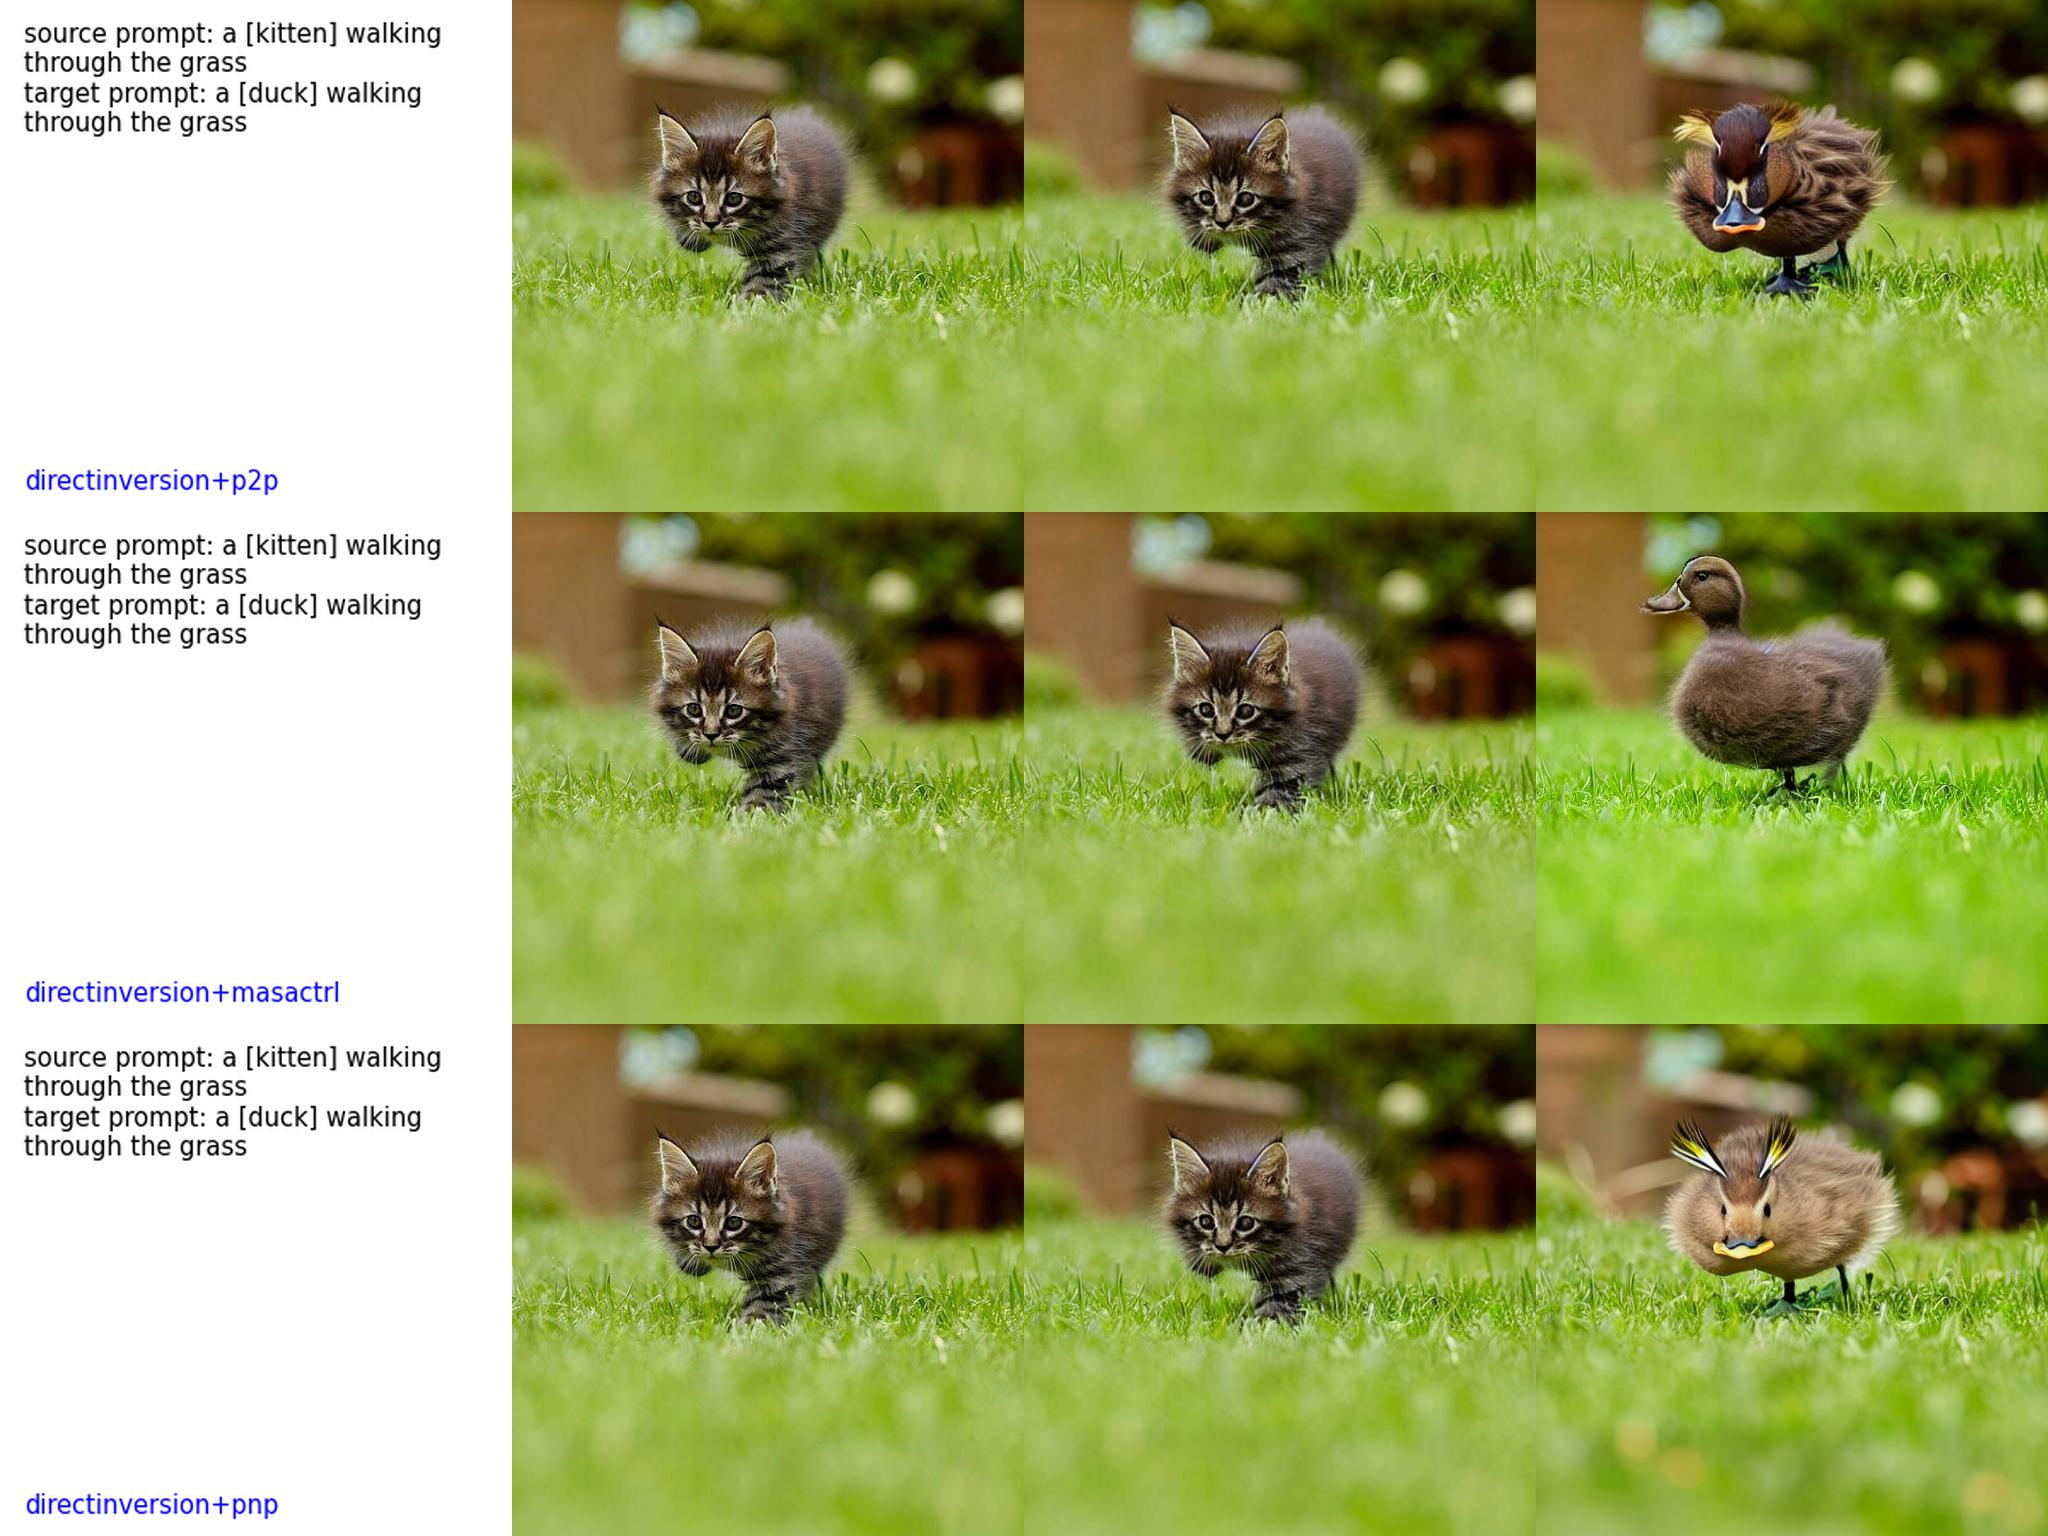 source prompt: a [kitten] walking
through the grass
target prompt: a [duck] walking
through the grass
directinversion+p2p
source prompt: a [kitten] walking
through the grass
target prompt: a [duck] walking
through the grass
directinversion+masactrl
source prompt: a [kitten] walking
through the grass
target prompt: a [duck] walking
through the grass
directinversion+pnp